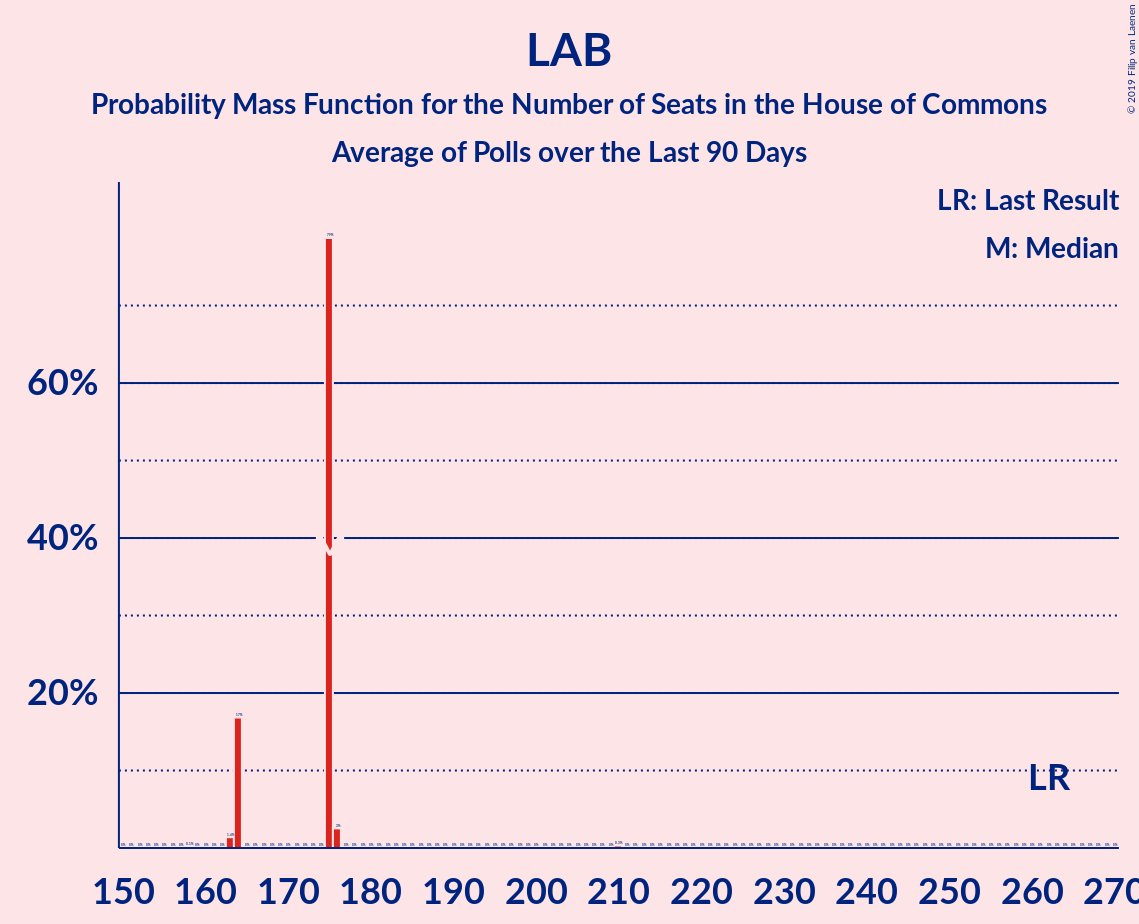 LAB
Probability Mass Function for the Number of Seats in the House of Commons
Average of Polls over the Last 90 Days
© 2019 Filip van Laenen
LR: Last Result
M: Median
79%
60%
40%
20%
17%
LR
150 160 170 180 190 200 210 220 230 240 250 260 270